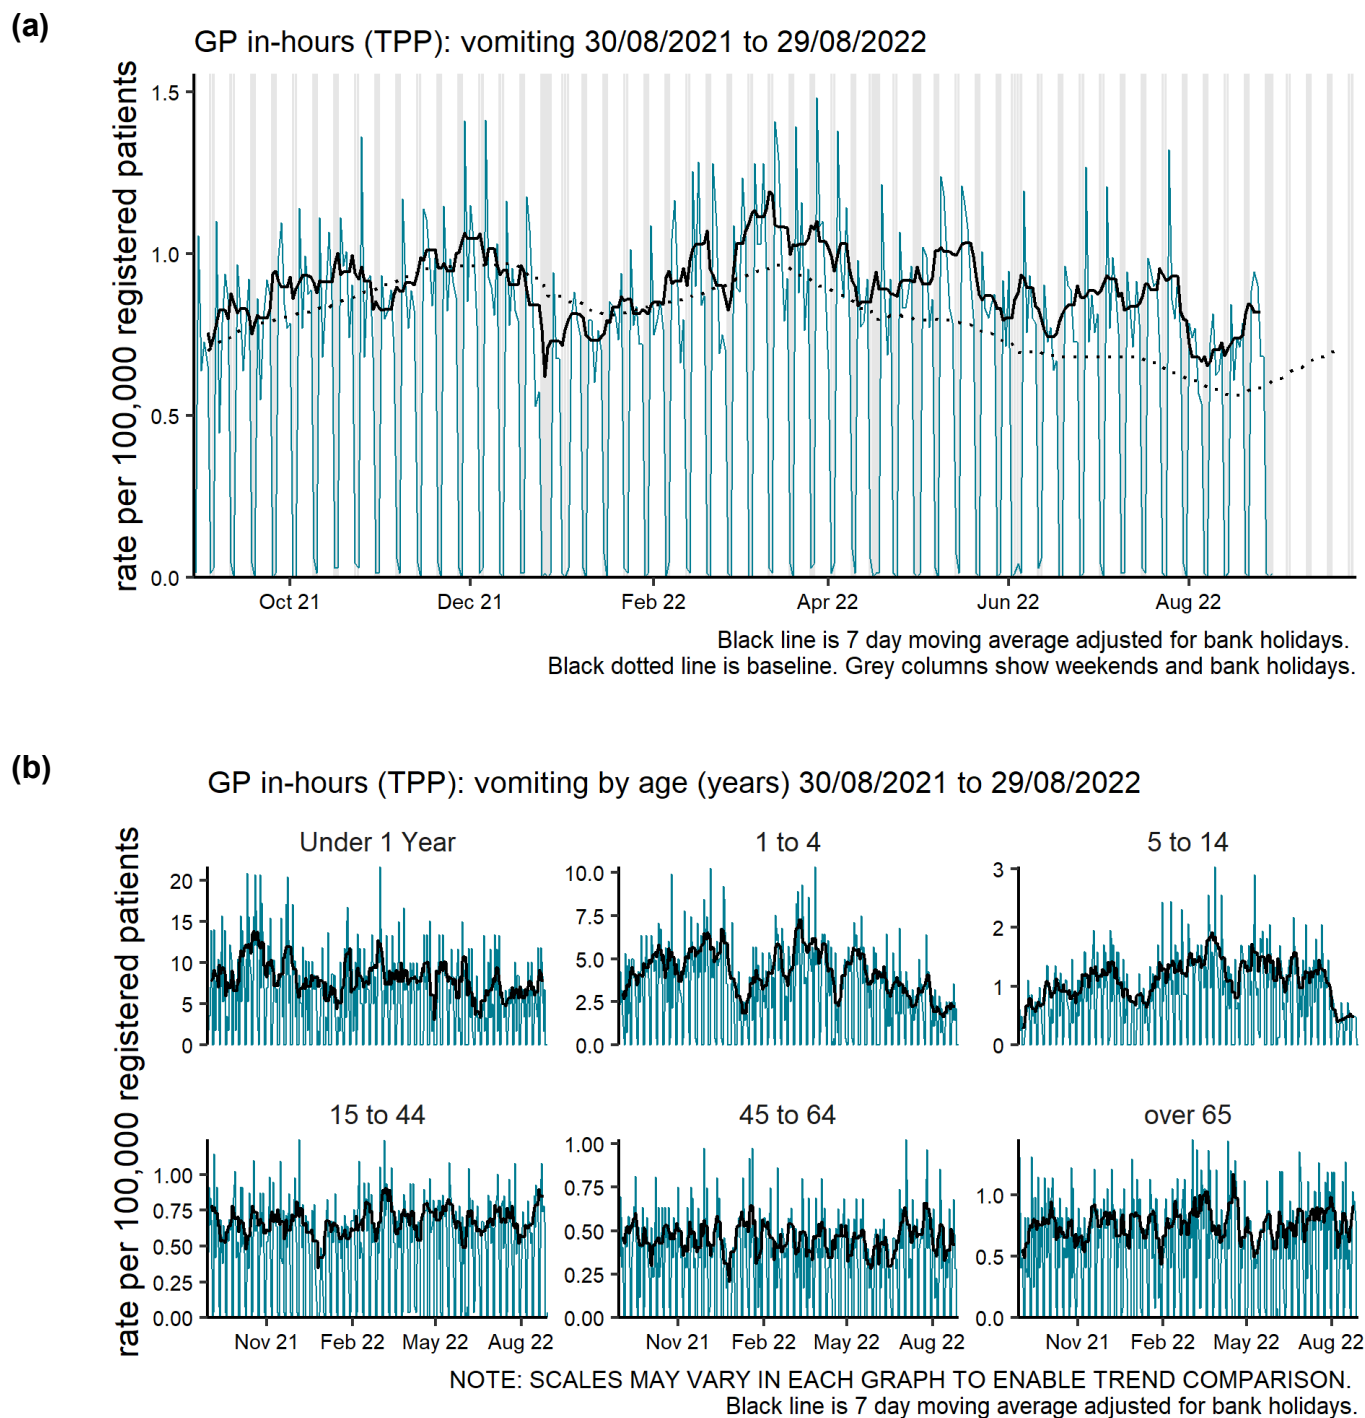 (a)
GP in-hours (TPP): vomiting 30/08/2021 to 29/08/2022
rate per 100,000 registered patients
1.5
1.0
0.5
0.0
Oct 21 Dec 21 Feb 22 Apr 22 Jun 22 Aug 22
Black line is 7 day moving average adjusted for bank holidays.
Black dotted line is baseline. Grey columns show weekends and bank holidays.
(b)
GP in-hours (TPP): vomiting by age (years) 30/08/2021 to 29/08/2022
rate per 100,000 registered patients
Under 1 Year
20
15
10
5
0
1 to 4
10.0
7.5
5.0
2.5
0.0
5 to 14
3
2
1
0
15 to 44
1.00
0.75
0.50
0.25
0.00
45 to 64
1.00
0.75
0.50
0.25
0.00
over 65
1.0
0.5
0.0
Nov 21 Feb 22 May 22 Aug 22
Nov 21 Feb 22 May 22 Aug 22
Nov 21 Feb 22 May 22 Aug 22
NOTE: SCALES MAY VARY IN EACH GRAPH TO ENABLE TREND COMPARISON.
Black line is 7 day moving average adjusted for bank holidays.